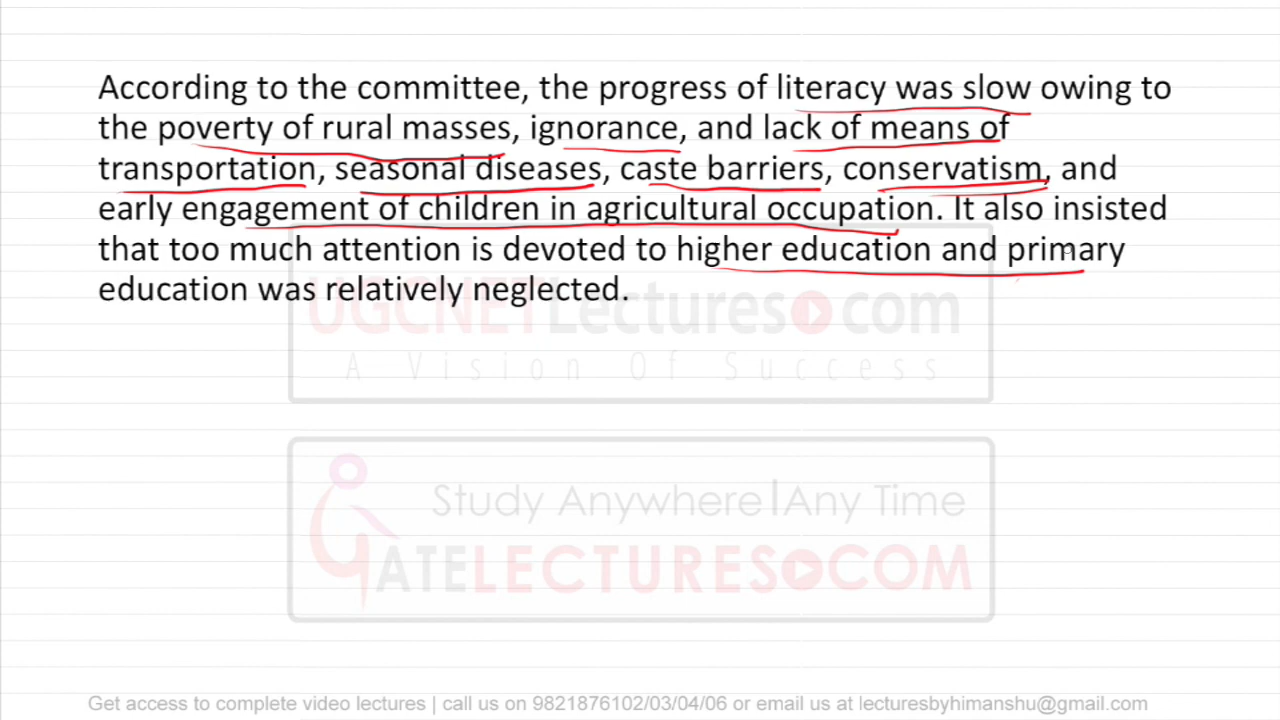 According to the committee, the progress of literacy was slow owing to
the poverty of rural masses, ignorance, and lack of means of
transportation, seasonal diseases, caste barriers, conservatism, and
early engagement of children in agricultural occupation. It also insisted
that too much attention is devoted to higher education and primary
education was relatively neglected.
UGCNETLectures.com
A Vision Of Success
Study Anywhere|Any Time
GATELECTURES.COM
Get access to complete video lectures | call us on 9821876102/03/04/06 or email us at lecturesbyhimanshu@gmail.com